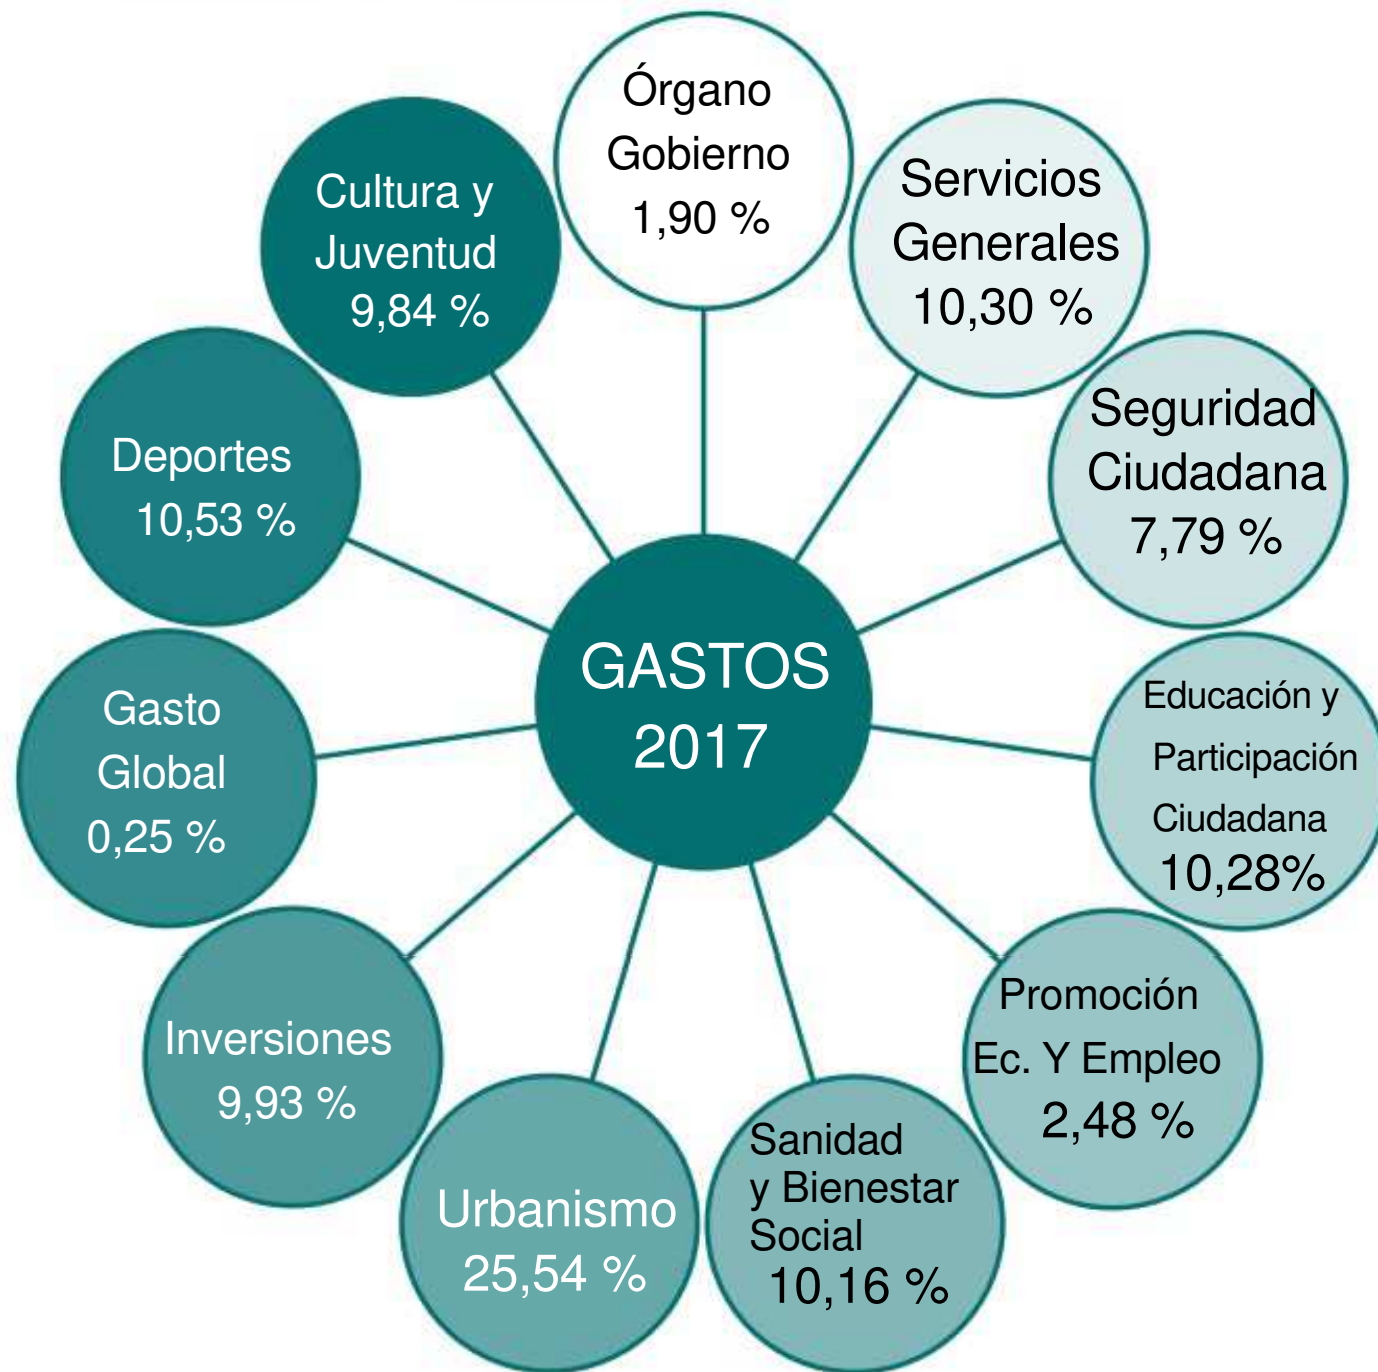 Órgano
Gobierno
1,90 %
Servicios
Generales
10,30 %
Seguridad
Ciudadana
7,79 %
Educación y
Participación
Ciudadana
10,28%
Promoción
Ec. Y Empleo
2,48 %
Sanidad
y Bienestar
Social
10,16 %
Urbanismo
25,54 %
Inversiones
9,93 %
Gasto
Global
0,25 %
Deportes
10,53 %
Cultura y
Juventud
9,84 %
GASTOS
2017